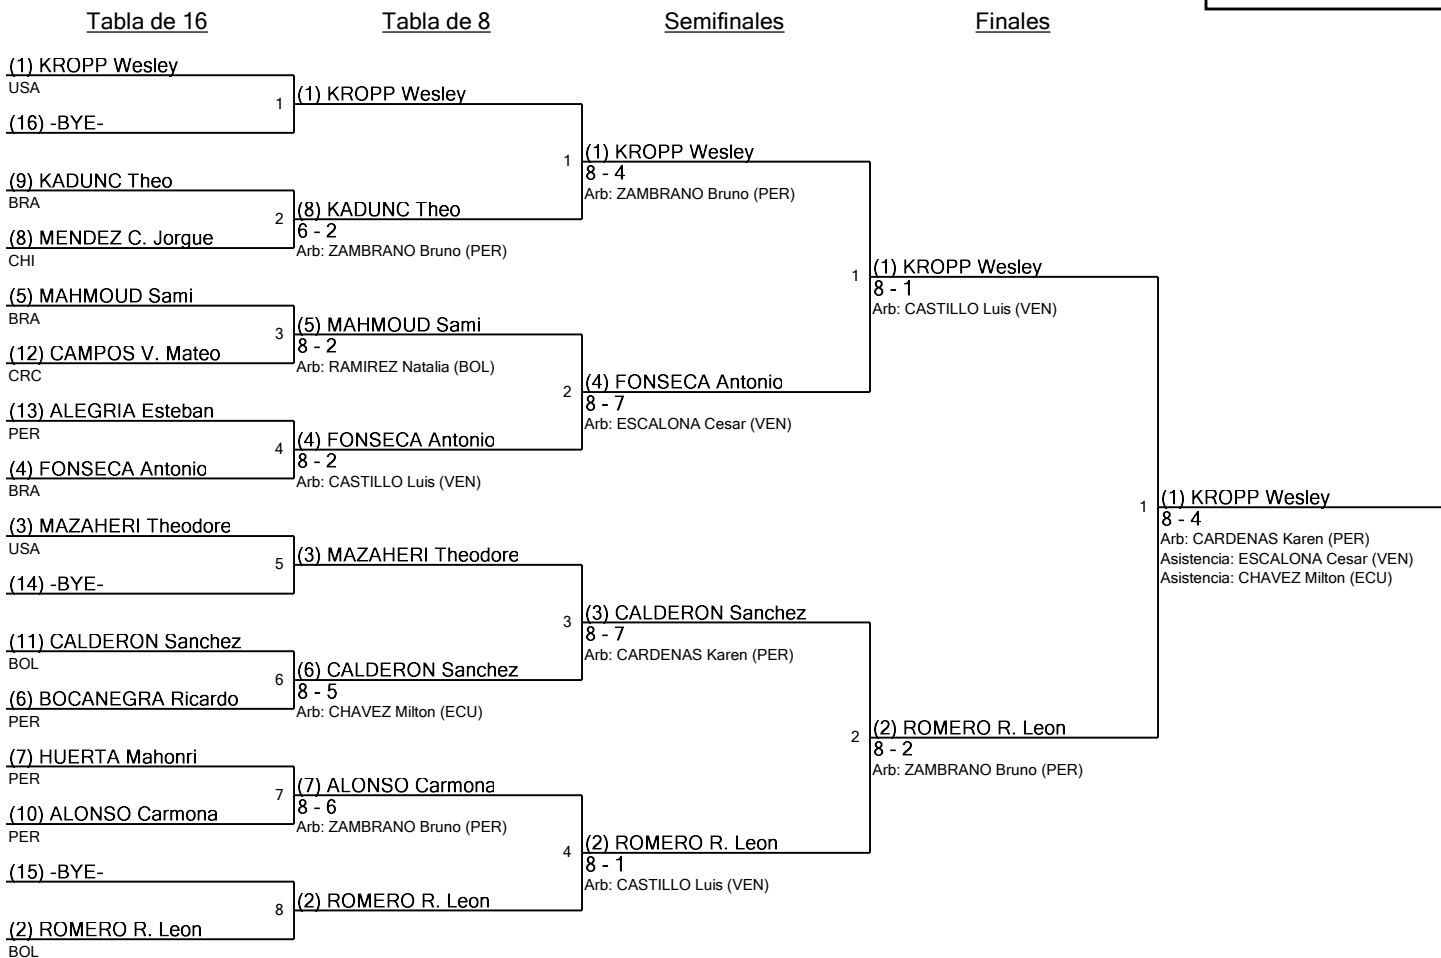 Tabla de 16
Tabla de 8
Semifinales
Finales
(1) KROPP Wesley
USA
(16) -BYE-
(9) KADUNC Theo
BRA
(8) MENDEZ C. Jorgue
CHI
(5) MAHMOUD Sami
BRA
(12) CAMPOS V. Mateo
CRC
(13) ALEGRIA Esteban
PER
(4) FONSECA Antonio
BRA
(3) MAZAHERI Theodore
USA
(14) -BYE-
(11) CALDERON Sanchez
BOL
(6) BOCANEGRA Ricardo
PER
(7) HUERTA Mahonri
PER
(10) ALONSO Carmona
PER
(15) -BYE-
(2) ROMERO R. Leon
BOL
1
(1) KROPP Wesley
2
(8) KADUNC Theo
6 - 2
Arb: ZAMBRANO Bruno (PER)
3
(5) MAHMOUD Sami
8 - 2
Arb: RAMIREZ Natalia (BOL)
4
(4) FONSECA Antonio
8 - 2
Arb: CASTILLO Luis (VEN)
5
(3) MAZAHERI Theodore
6
(6) CALDERON Sanchez
8 - 5
Arb: CHAVEZ Milton (ECU)
7
(7) ALONSO Carmona
8 - 6
Arb: ZAMBRANO Bruno (PER)
8
(2) ROMERO R. Leon
1
(1) KROPP Wesley
8 - 4
Arb: ZAMBRANO Bruno (PER)
2
(4) FONSECA Antonio
8 - 7
Arb: ESCALONA Cesar (VEN)
3
(3) CALDERON Sanchez
8 - 7
Arb: CARDENAS Karen (PER)
4
(2) ROMERO R. Leon
8 - 1
Arb: CASTILLO Luis (VEN)
1
(1) KROPP Wesley
8 - 1
Arb: CASTILLO Luis (VEN)
2
(2) ROMERO R. Leon
8 - 2
Arb: ZAMBRANO Bruno (PER)
1
(1) KROPP Wesley
8 - 4
Arb: CARDENAS Karen (PER)
Asistencia: ESCALONA Cesar (VEN)
Asistencia: CHAVEZ Milton (ECU)